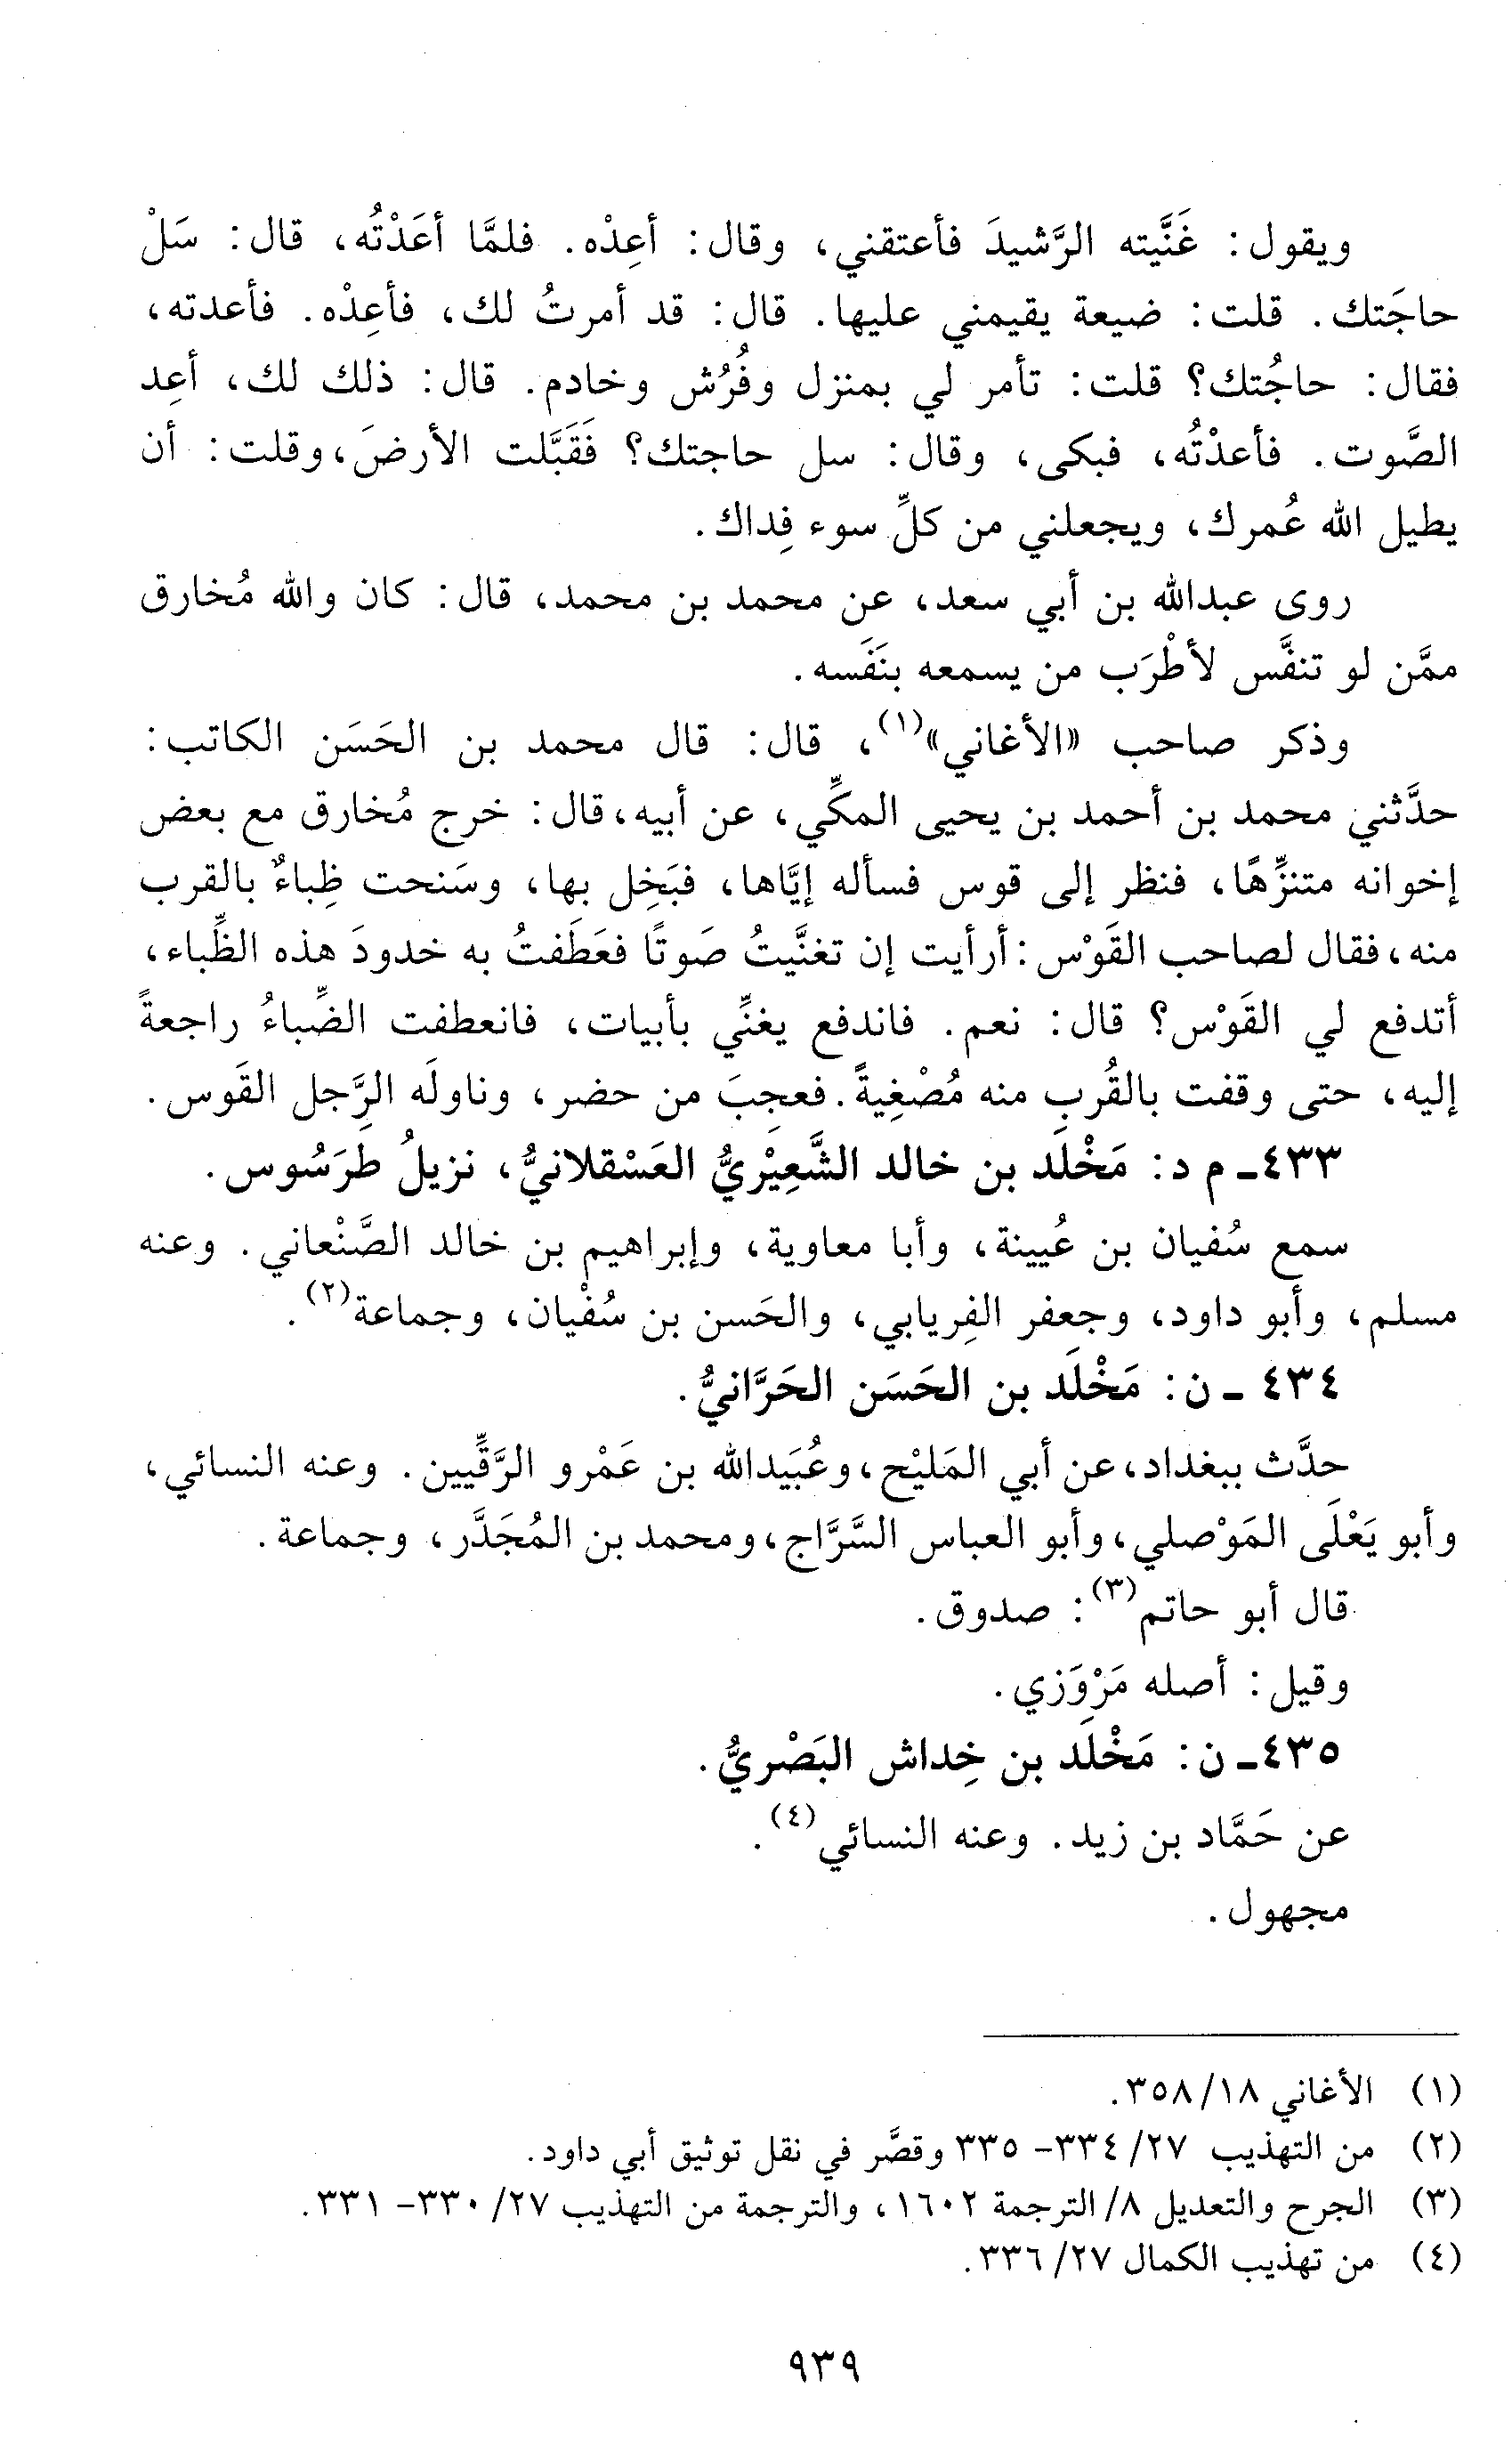 ويقول: غَنَّيته الرَّشيدَ فأعتقني، وقال: أعِدْه. فلمَّا أعَدْتُه، قال: سَلْ
حاجَتك. قلت: ضيعة يقيمني عليها. قال: قد أمرتُ لك، فأعِدْه. فأعدته،
فقال: حاجُتك؟ قلت: تأمر لي بمنزل وفُرُش وخادم. قال: ذلك لك، أعِد
الصَّوت. فأعدْتُه، فبكى، وقال: سل حاجتك؟ فَقَبَّلت الأرضَ، وقلت: أن
يطيل الله عُمرك، ويجعلني من كلِّ سوء فِداك.
روى عبدالله بن أبي سعد، عن محمد بن محمد، قال: كان والله مُخارق
ممَّن لو تنفَّس لأطْرَب من يسمعه بنَفَسه.
وذكر صاحب «الأغاني»(١)، قال: قال محمد بن الحَسَن الكاتب:
حدَّثني محمد بن أحمد بن يحيى المكِّي، عن أبيه، قال: خرج مُخارق مع بعض
إخوانه متنزِّهًا، فنظر إلى قوس فسأله إيَّاها، فبَخِل بها، وسَنحت ظِباءٌ بالقرب
منه، فقال لصاحب القَوْس: أرأيت إن تغنَّيتُ صَوتًا فعَطَفتُ به خدودَ هذه الظِّباء،
أتدفع لي القَوْس؟ قال: نعم. فاندفع يغنِّي بأبيات، فانعطفت الضِّباءُ راجعةً
إليه، حتى وقفت بالقُربِ منه مُصْغِيةً. فعجِبَ من حضر، وناولَه الرَّجل القَوس.
٤٣٣ـ م د: مَخْلَد بن خالد الشَّعِيْريُّ العَسْقلانيُّ، نزيلُ طرَسُوس.
سمع سُفيان بن عُيينة، وأبا معاوية، وإبراهيم بن خالد الصَّنْعاني. وعنه
مسلم، وأبو داود، وجعفر الفِريابي، والحَسن بن سُفْيان، وجماعة(٢).
٤٣٤ ـ ن: مَخْلَد بن الحَسَن الحَرَّانيُّ.
حدَّث ببغداد، عن أبي المَليْح، وعُبَيدالله بن عَمْرو الرَّقِّيين. وعنه النسائي،
وأبو يَعْلَى المَوْصلي، وأبو العباس السَّرَّاج، ومحمد بن المُجَدَّر، وجماعة.
قال أبو حاتم(٣): صدوق.
وقيل: أصله مَرْوَزي.
٤٣٥ـ ن: مَخْلَد بن خِداش البَصْريُّ.
عن حَمَّاد بن زيد. وعنه النسائي(٤).
مجهول.
(١) الأغاني ١٨/ ٣٥٨.
(٢) من التهذيب ٢٧/ ٣٣٤- ٣٣٥ وقصَّر في نقل توثيق أبي داود.
(٣) الجرح والتعديل ٨/ الترجمة ١٦٠٢، والترجمة من التهذيب ٢٧/ ٣٣٠- ٣٣١.
(٤) من تهذيب الكمال ٢٧/ ٣٣٦.
٩٣٩